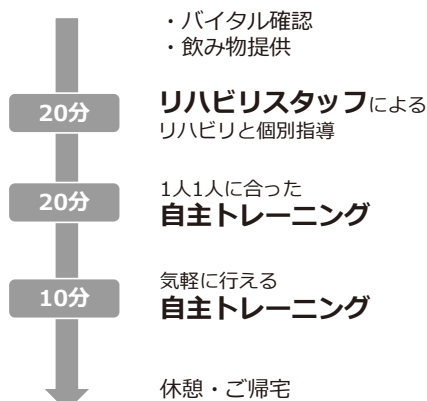 ・バイタル確認
・飲み物提供
20分
リハビリスタッフによる
リハビリと個別指導
20分
1人1人に合った
自主トレーニング
10分
気軽に行える
自主トレーニング
休憩・ご帰宅